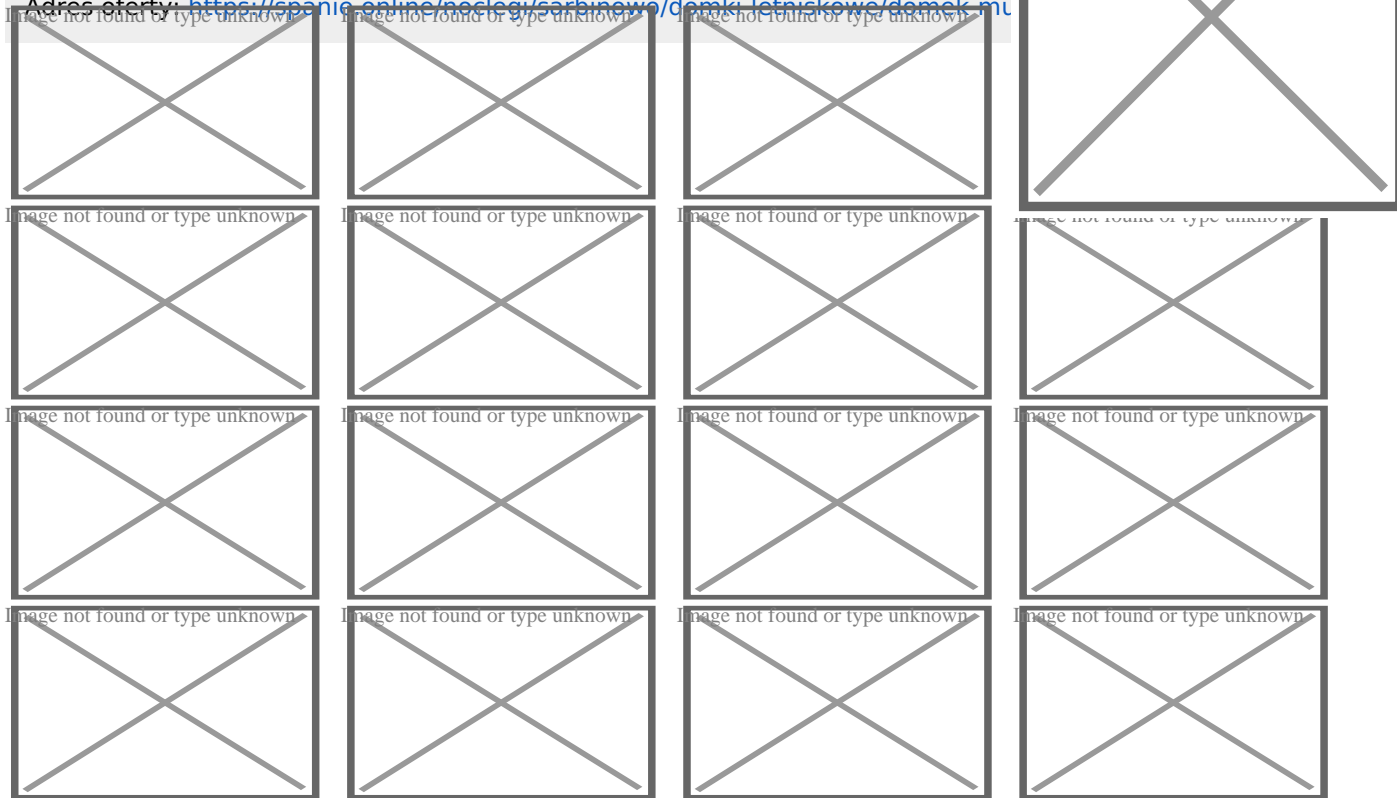 Adres oferty: https://spanie.online/noclegi/sarbinowo/domki-letniskowe/domek-mu
Image not found or type unknown Image not found or type unknown Image not found or type unknown
Image not found or type unknown Image not found or type unknown Image not found or type unknown Image not found or type unknown
Image not found or type unknown Image not found or type unknown Image not found or type unknown Image not found or type unknown
Image not found or type unknown Image not found or type unknown Image not found or type unknown Image not found or type unknown